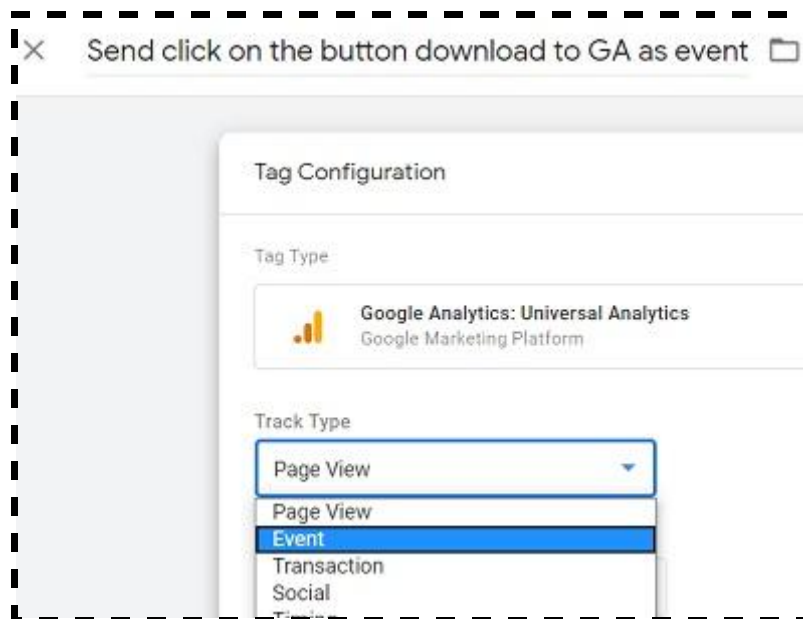 Send click on the button download to GA as event
Tag Configuration
Tag Type
Google Analytics: Universal Analytics
Google Marketing Platform
Track Type
Page View
Page View
Event
Transaction
Social